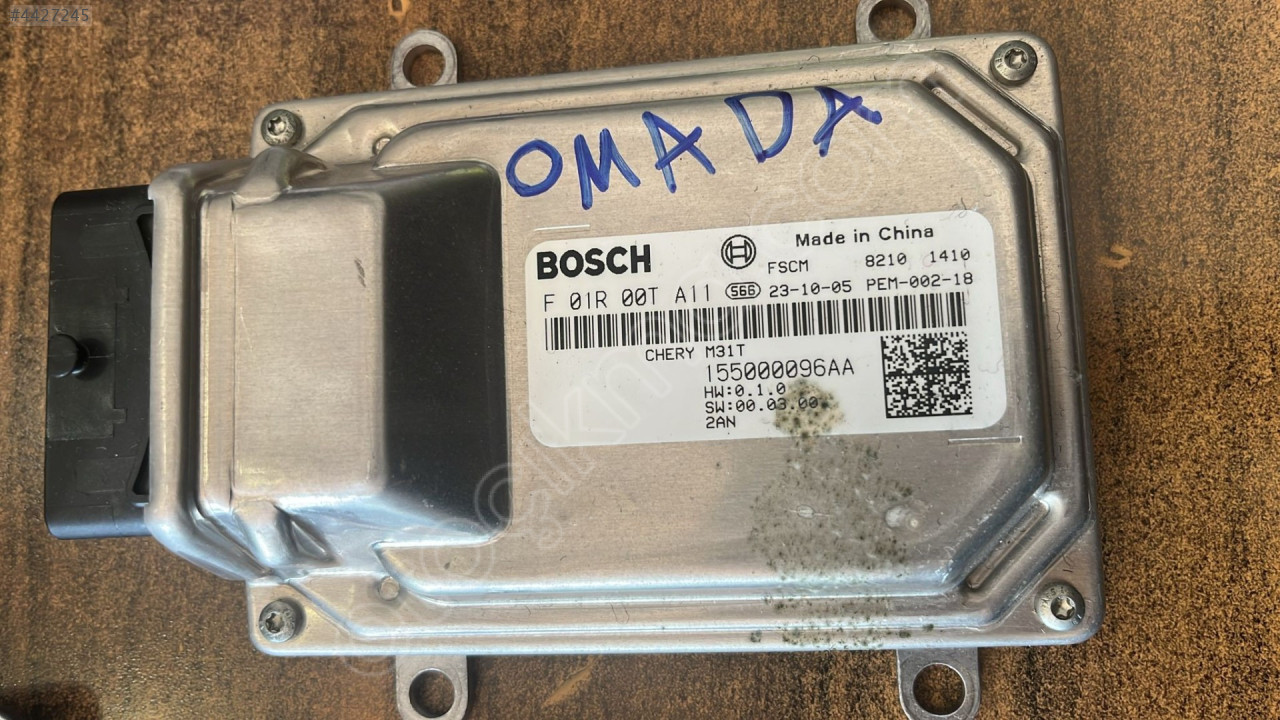 #4427245
OMADA
BOSCH
Made in China
FSCM 8210 1410
F 01R 00T A11 S66 23-10-05 PEM-002-18
CHERY M31T
155000096AA
HW:0.1.0
SW:00.03.00
2AN